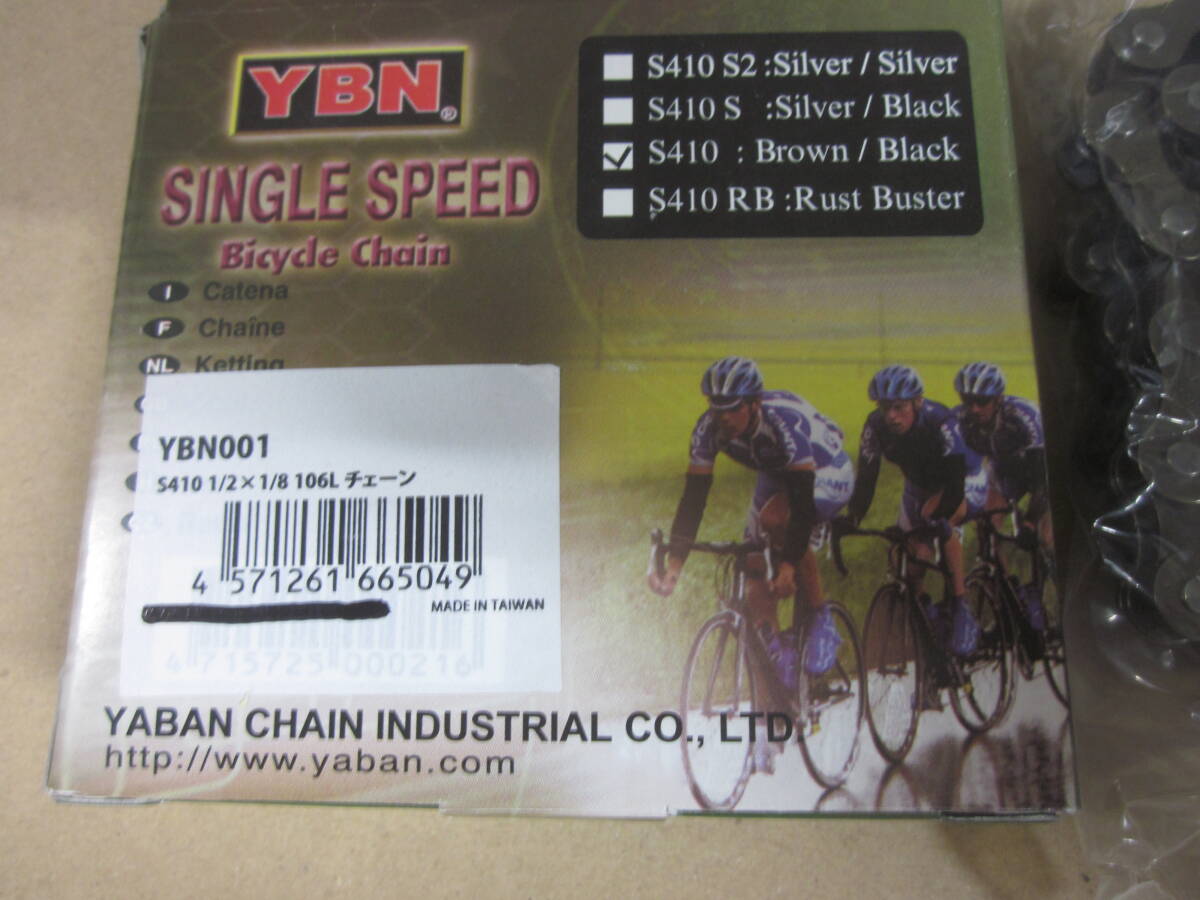 YBN®
SINGLE SPEED
Bicycle Chain
S410 S2 :Silver / Silver
S410 S :Silver / Black
S410 : Brown / Black
S410 RB :Rust Buster
I Catena
F Chaîne
NL Ketting
YBN001
S410 1/2×1/8 106L チェーン
4 571261 665049
MADE IN TAIWAN
4 715725 000216
YABAN CHAIN INDUSTRIAL CO., LTD.
http://www.yaban.com